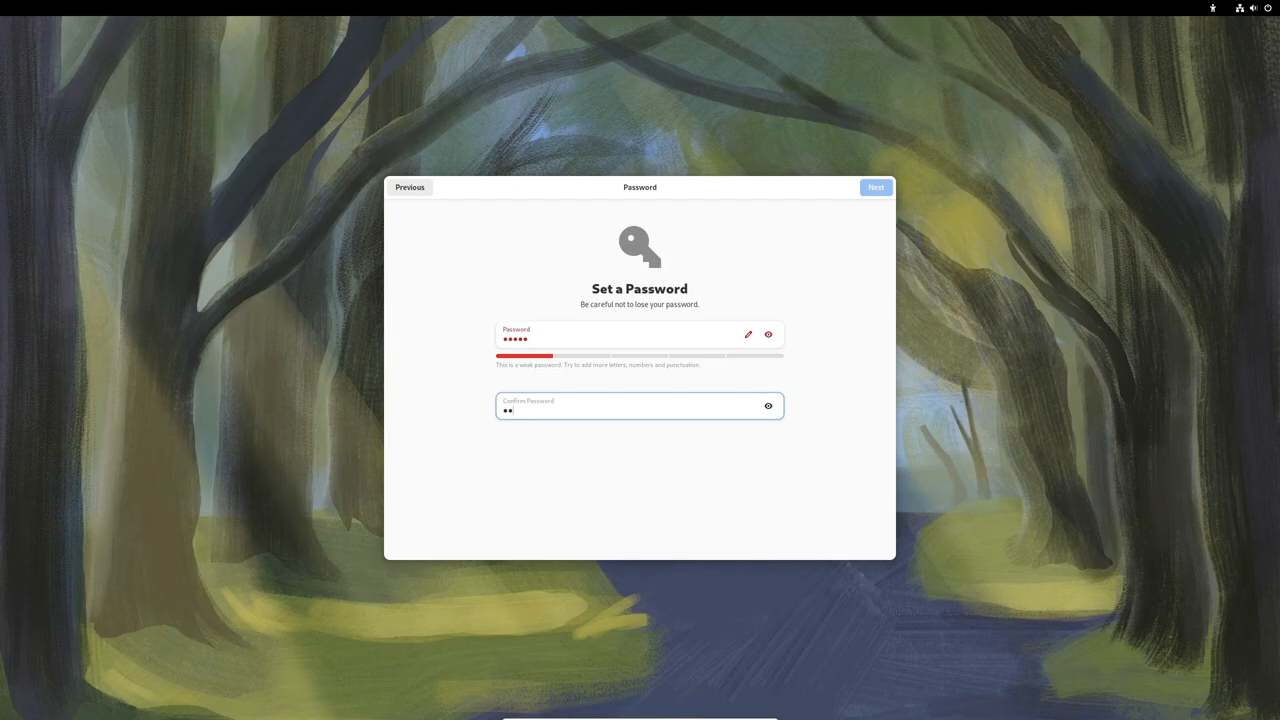 Previous
Password
Next
Set a Password
Be careful not to lose your password.
Password
•••••
This is a weak password. Try to add more letters, numbers and punctuation.
Confirm Password
••